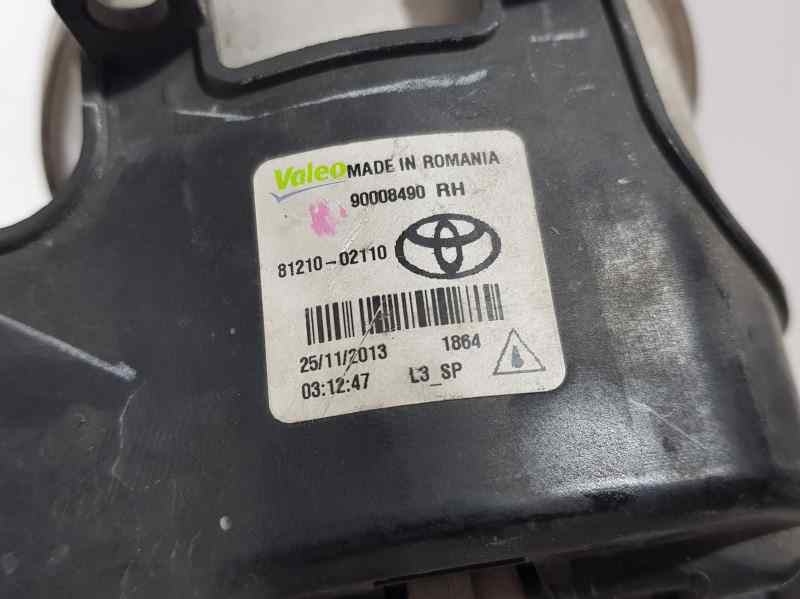 Valeo MADE IN ROMANIA
90008490 RH
81210-02110
25/11/2013 1864
03:12:47 L3_SP